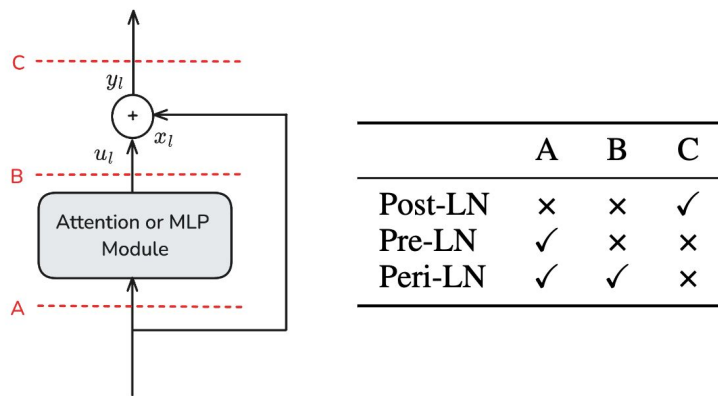 C
y_l
+
x_l
u_l
B
Attention or MLP
Module
A
A B C
Post-LN × × ✓
Pre-LN ✓ × ×
Peri-LN ✓ ✓ ×